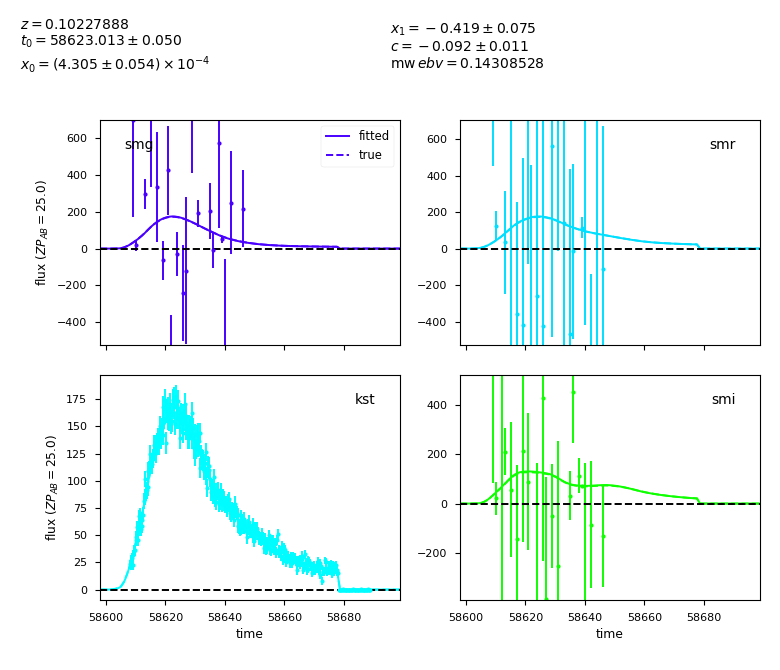 z = 0.10227888
t₀ = 58623.013 ± 0.050
x₀ = (4.305 ± 0.054) × 10⁻⁴
x₁ = −0.419 ± 0.075
c = −0.092 ± 0.011
mw ebv = 0.14308528
smg
fitted
true
600
400
200
0
−200
−400
flux (ZP_AB = 25.0)
smr
600
400
200
0
−200
−400
kst
175
150
125
100
75
50
25
0
flux (ZP_AB = 25.0)
58600 58620 58640 58660 58680
time
smi
400
200
0
−200
58600 58620 58640 58660 58680
time